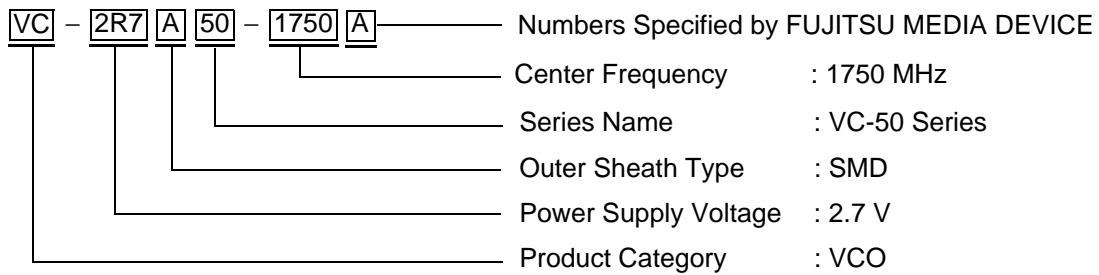 VC – 2R7 A 50 – 1750 A Numbers Specified by FUJITSU MEDIA DEVICE
Center Frequency : 1750 MHz
Series Name : VC-50 Series
Outer Sheath Type : SMD
Power Supply Voltage : 2.7 V
Product Category : VCO